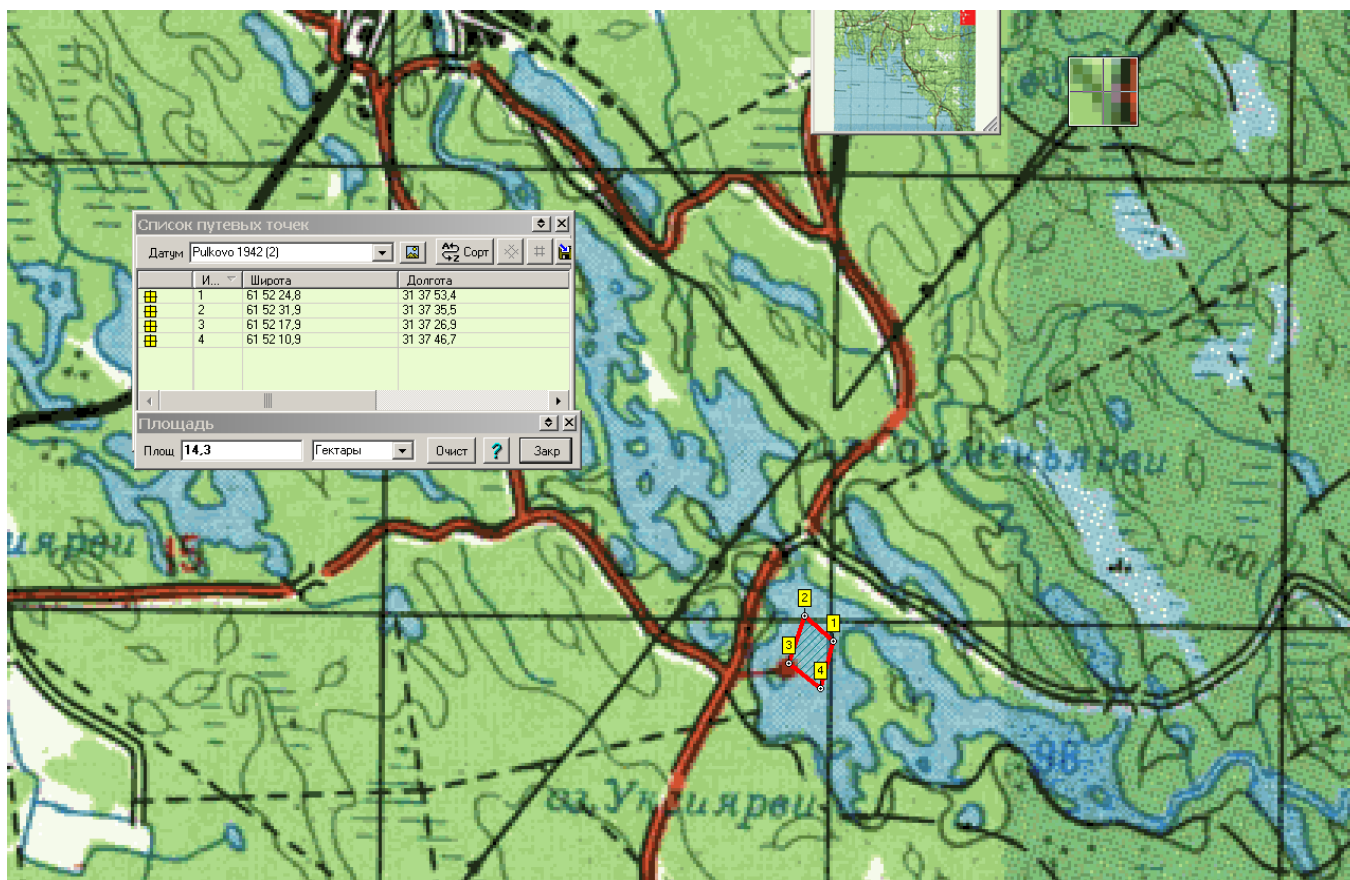 Список путевых точек
Датум Pulkovo 1942 (2) Сорт
И... Широта Долгота
1 61 52 24,8 31 37 53,4
2 61 52 31,9 31 37 35,5
3 61 52 17,9 31 37 26,9
4 61 52 10,9 31 37 46,7
Площадь
Площ 14,3 Гектары Очист ? Закр
15
120
2
1
3
4
98
оз. Уксиярви